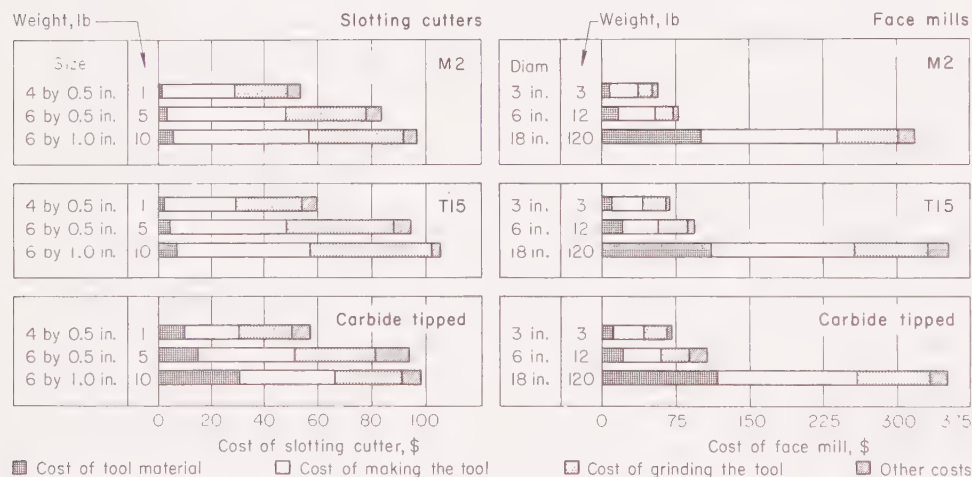 Weight, lb Slotting cutters
Size M2
4 by 0.5 in. 1
6 by 0.5 in. 5
6 by 1.0 in. 10
T15
4 by 0.5 in. 1
6 by 0.5 in. 5
6 by 1.0 in. 10
Carbide tipped
4 by 0.5 in. 1
6 by 0.5 in. 5
6 by 1.0 in. 10
0 20 40 60 80 100
Cost of slotting cutter, $
Weight, lb Face mills
Diam M2
3 in. 3
6 in. 12
18 in. 120
T15
3 in. 3
6 in. 12
18 in. 120
Carbide tipped
3 in. 3
6 in. 12
18 in. 120
0 75 150 225 300 375
Cost of face mill, $
Cost of tool material Cost of making the tool Cost of grinding the tool Other costs